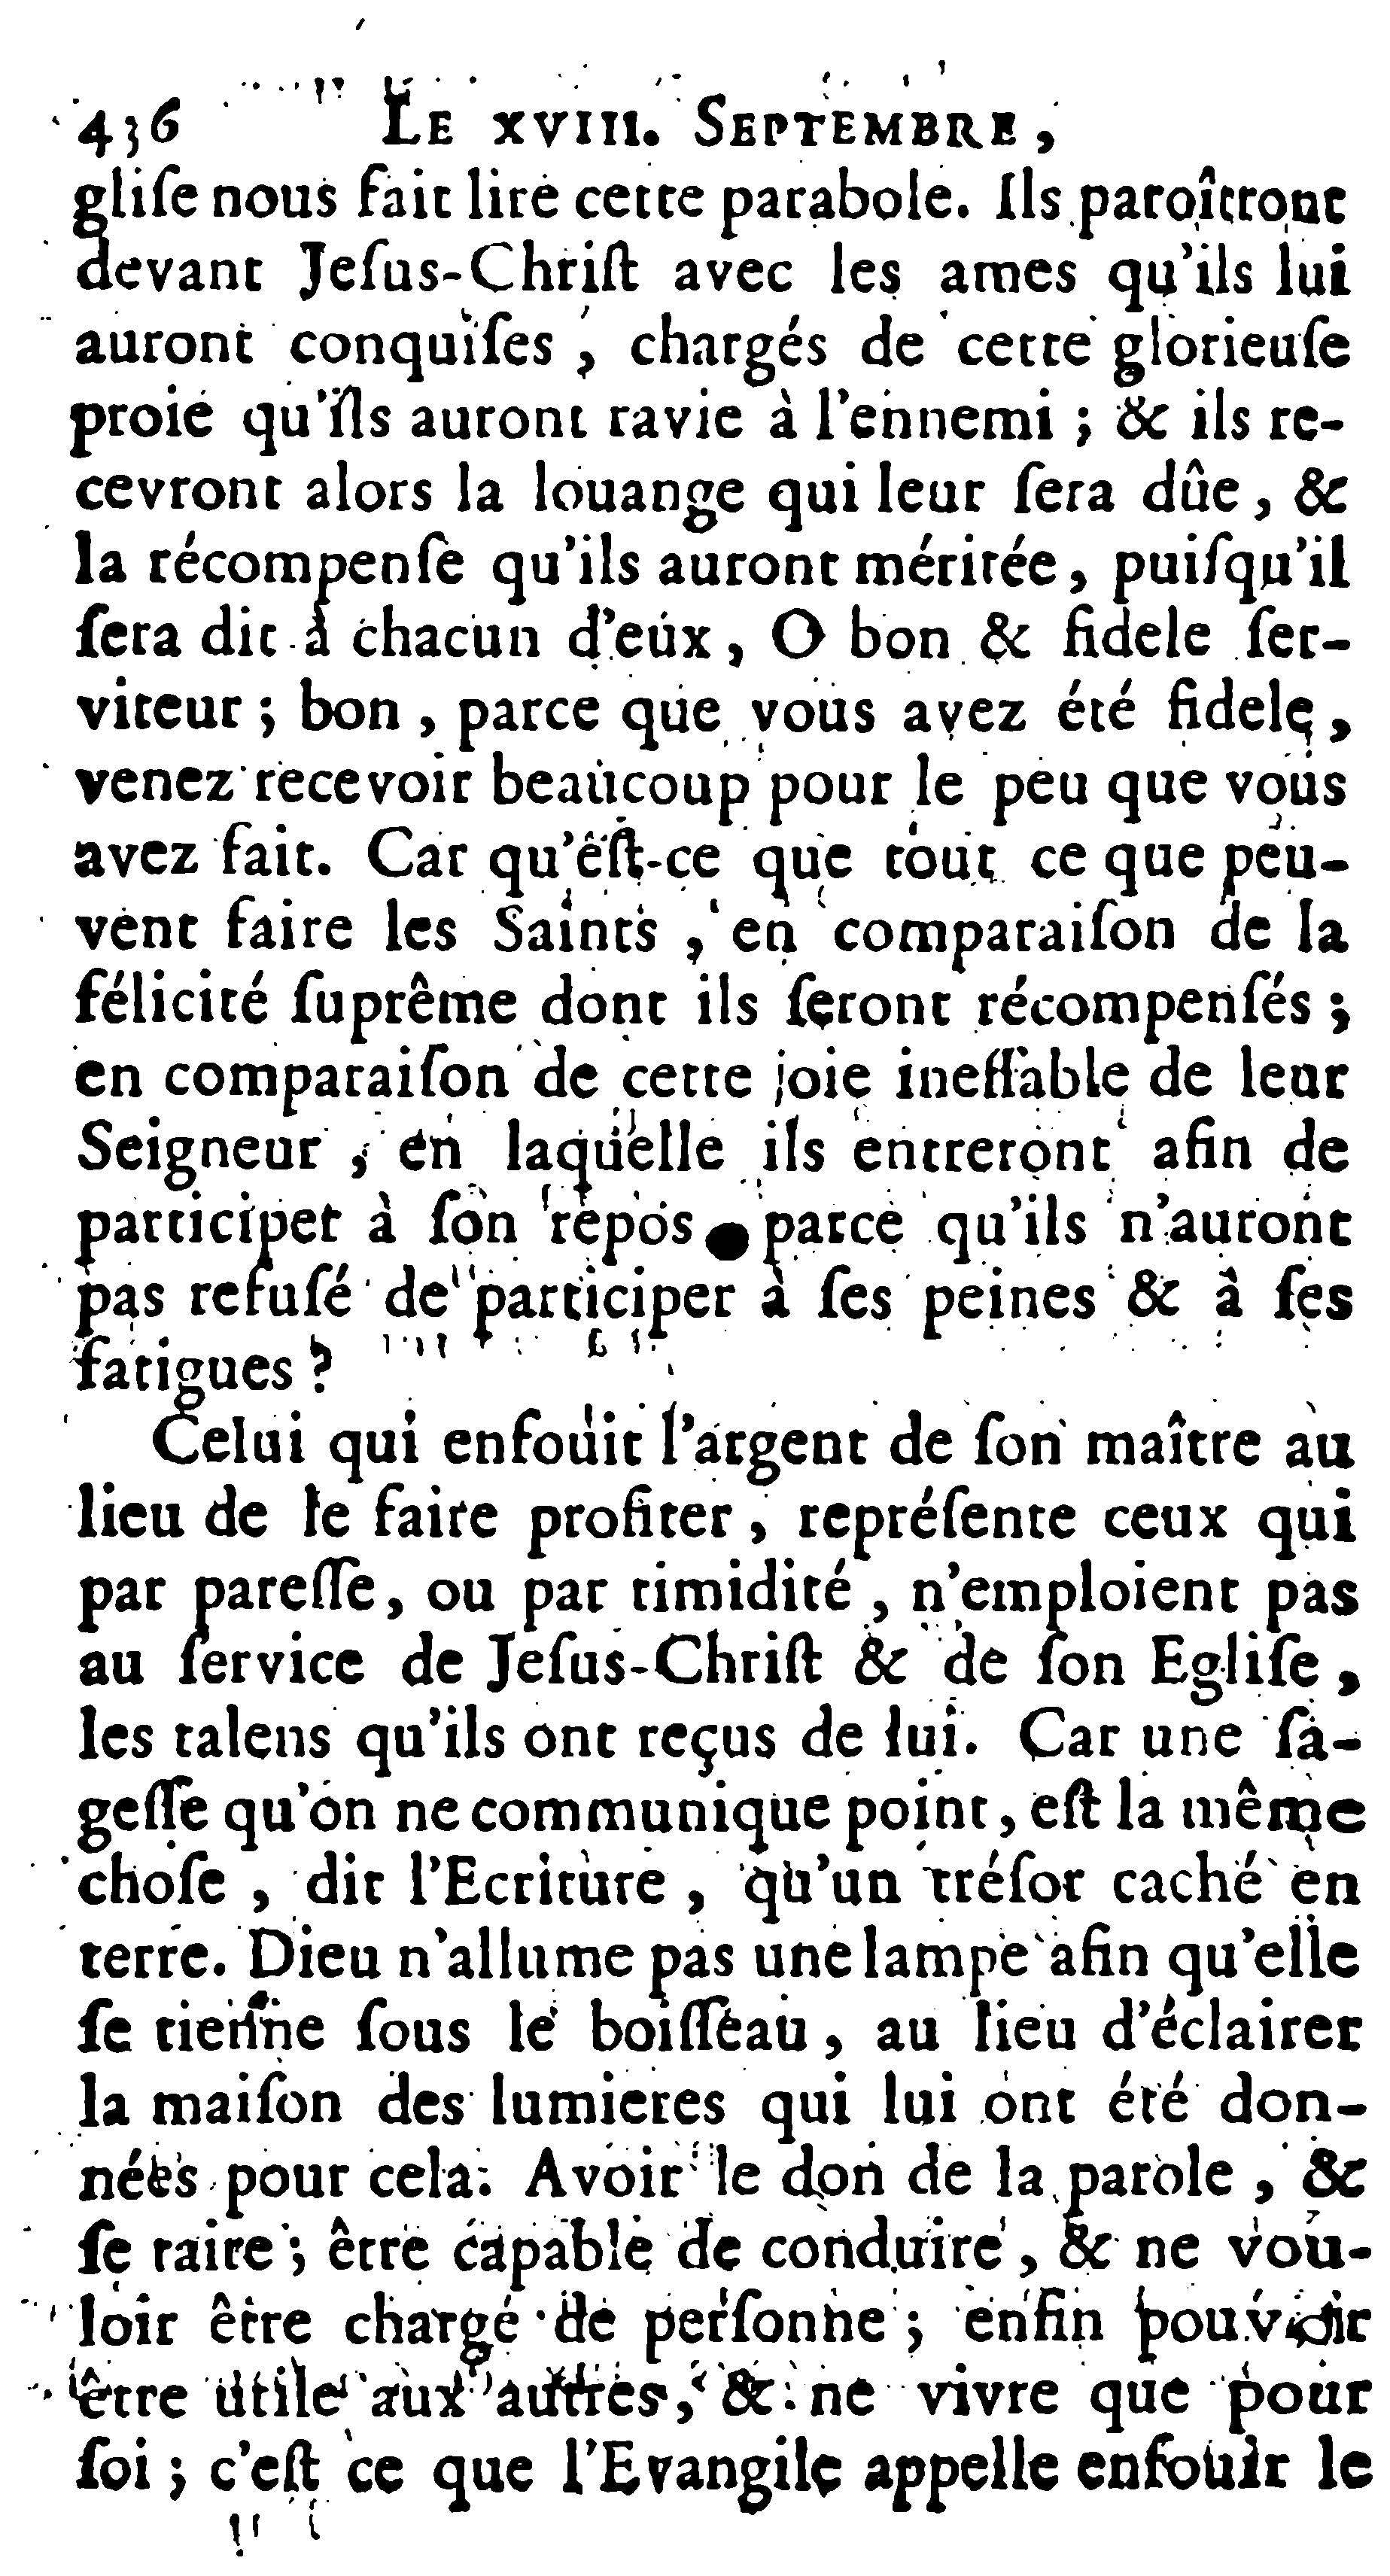 436 LE XVIII. SEPTEMBRE,
gliſe nous fait lire cette parabole. Ils paroîtront
devant Jeſus-Chriſt avec les ames qu'ils lui
auront conquiſes, chargés de cette glorieuſe
proie qu'ils auront ravie à l'ennemi; & ils re-
cevront alors la louange qui leur ſera dûe, &
la récompenſe qu'ils auront méritée, puiſqu'il
ſera dit à chacun d'eux, O bon & fidele ſer-
viteur; bon, parce que vous avez été fidele,
venez recevoir beaucoup pour le peu que vous
avez fait. Car qu'eſt-ce que tout ce que peu-
vent faire les Saints, en comparaiſon de la
félicité ſuprême dont ils ſeront récompenſés;
en comparaiſon de cette joie ineffable de leur
Seigneur, en laquelle ils entreront afin de
participer à ſon repos parce qu'ils n'auront
pas refuſé de participer à ſes peines & à ſes
fatigues?
Celui qui enfouit l'argent de ſon maître au
lieu de le faire profiter, repréſente ceux qui
par pareſſe, ou par timidité, n'emploient pas
au ſervice de Jeſus-Chriſt & de ſon Egliſe,
les talens qu'ils ont reçus de lui. Car une ſa-
geſſe qu'on ne communique point, eſt la même
choſe, dit l'Ecriture, qu'un tréſor caché en
terre. Dieu n'allume pas une lampe afin qu'elle
ſe tienne ſous le boiſſeau, au lieu d'éclairer
la maiſon des lumieres qui lui ont été don-
nées pour cela. Avoir le don de la parole, &
ſe taire; être capable de conduire, & ne vou-
loir être chargé de perſonne; enfin pouvoir
être utile aux autres, & ne vivre que pour
ſoi; c'eſt ce que l'Evangile appelle enfouir le